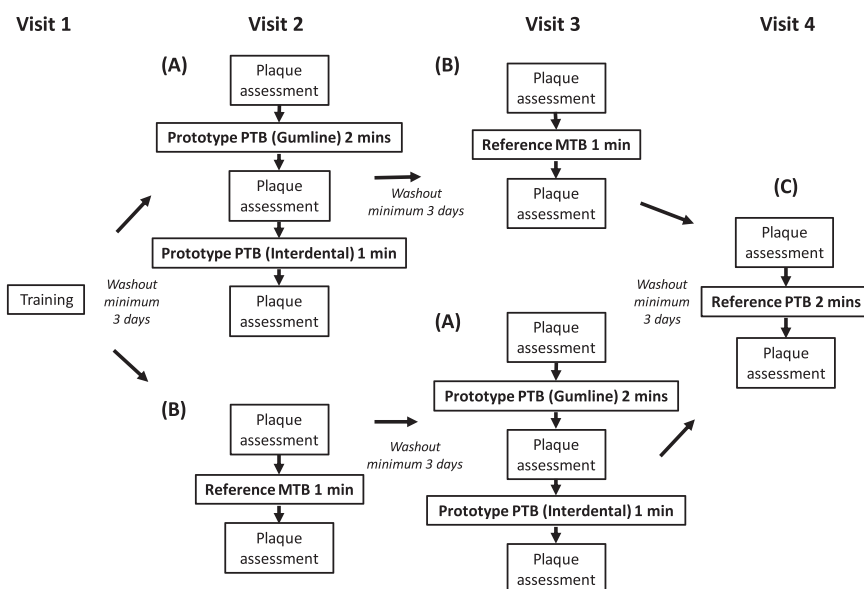 Visit 1
Visit 2
Visit 3
Visit 4
(A)
Plaque
assessment
Prototype PTB (Gumline) 2 mins
Plaque
assessment
Prototype PTB (Interdental) 1 min
Plaque
assessment
Washout
minimum 3 days
(B)
Plaque
assessment
Reference MTB 1 min
Plaque
assessment
Training
Washout
minimum
3 days
(B)
Plaque
assessment
Reference MTB 1 min
Plaque
assessment
Washout
minimum 3 days
(A)
Plaque
assessment
Prototype PTB (Gumline) 2 mins
Plaque
assessment
Prototype PTB (Interdental) 1 min
Plaque
assessment
Washout
minimum
3 days
(C)
Plaque
assessment
Reference PTB 2 mins
Plaque
assessment